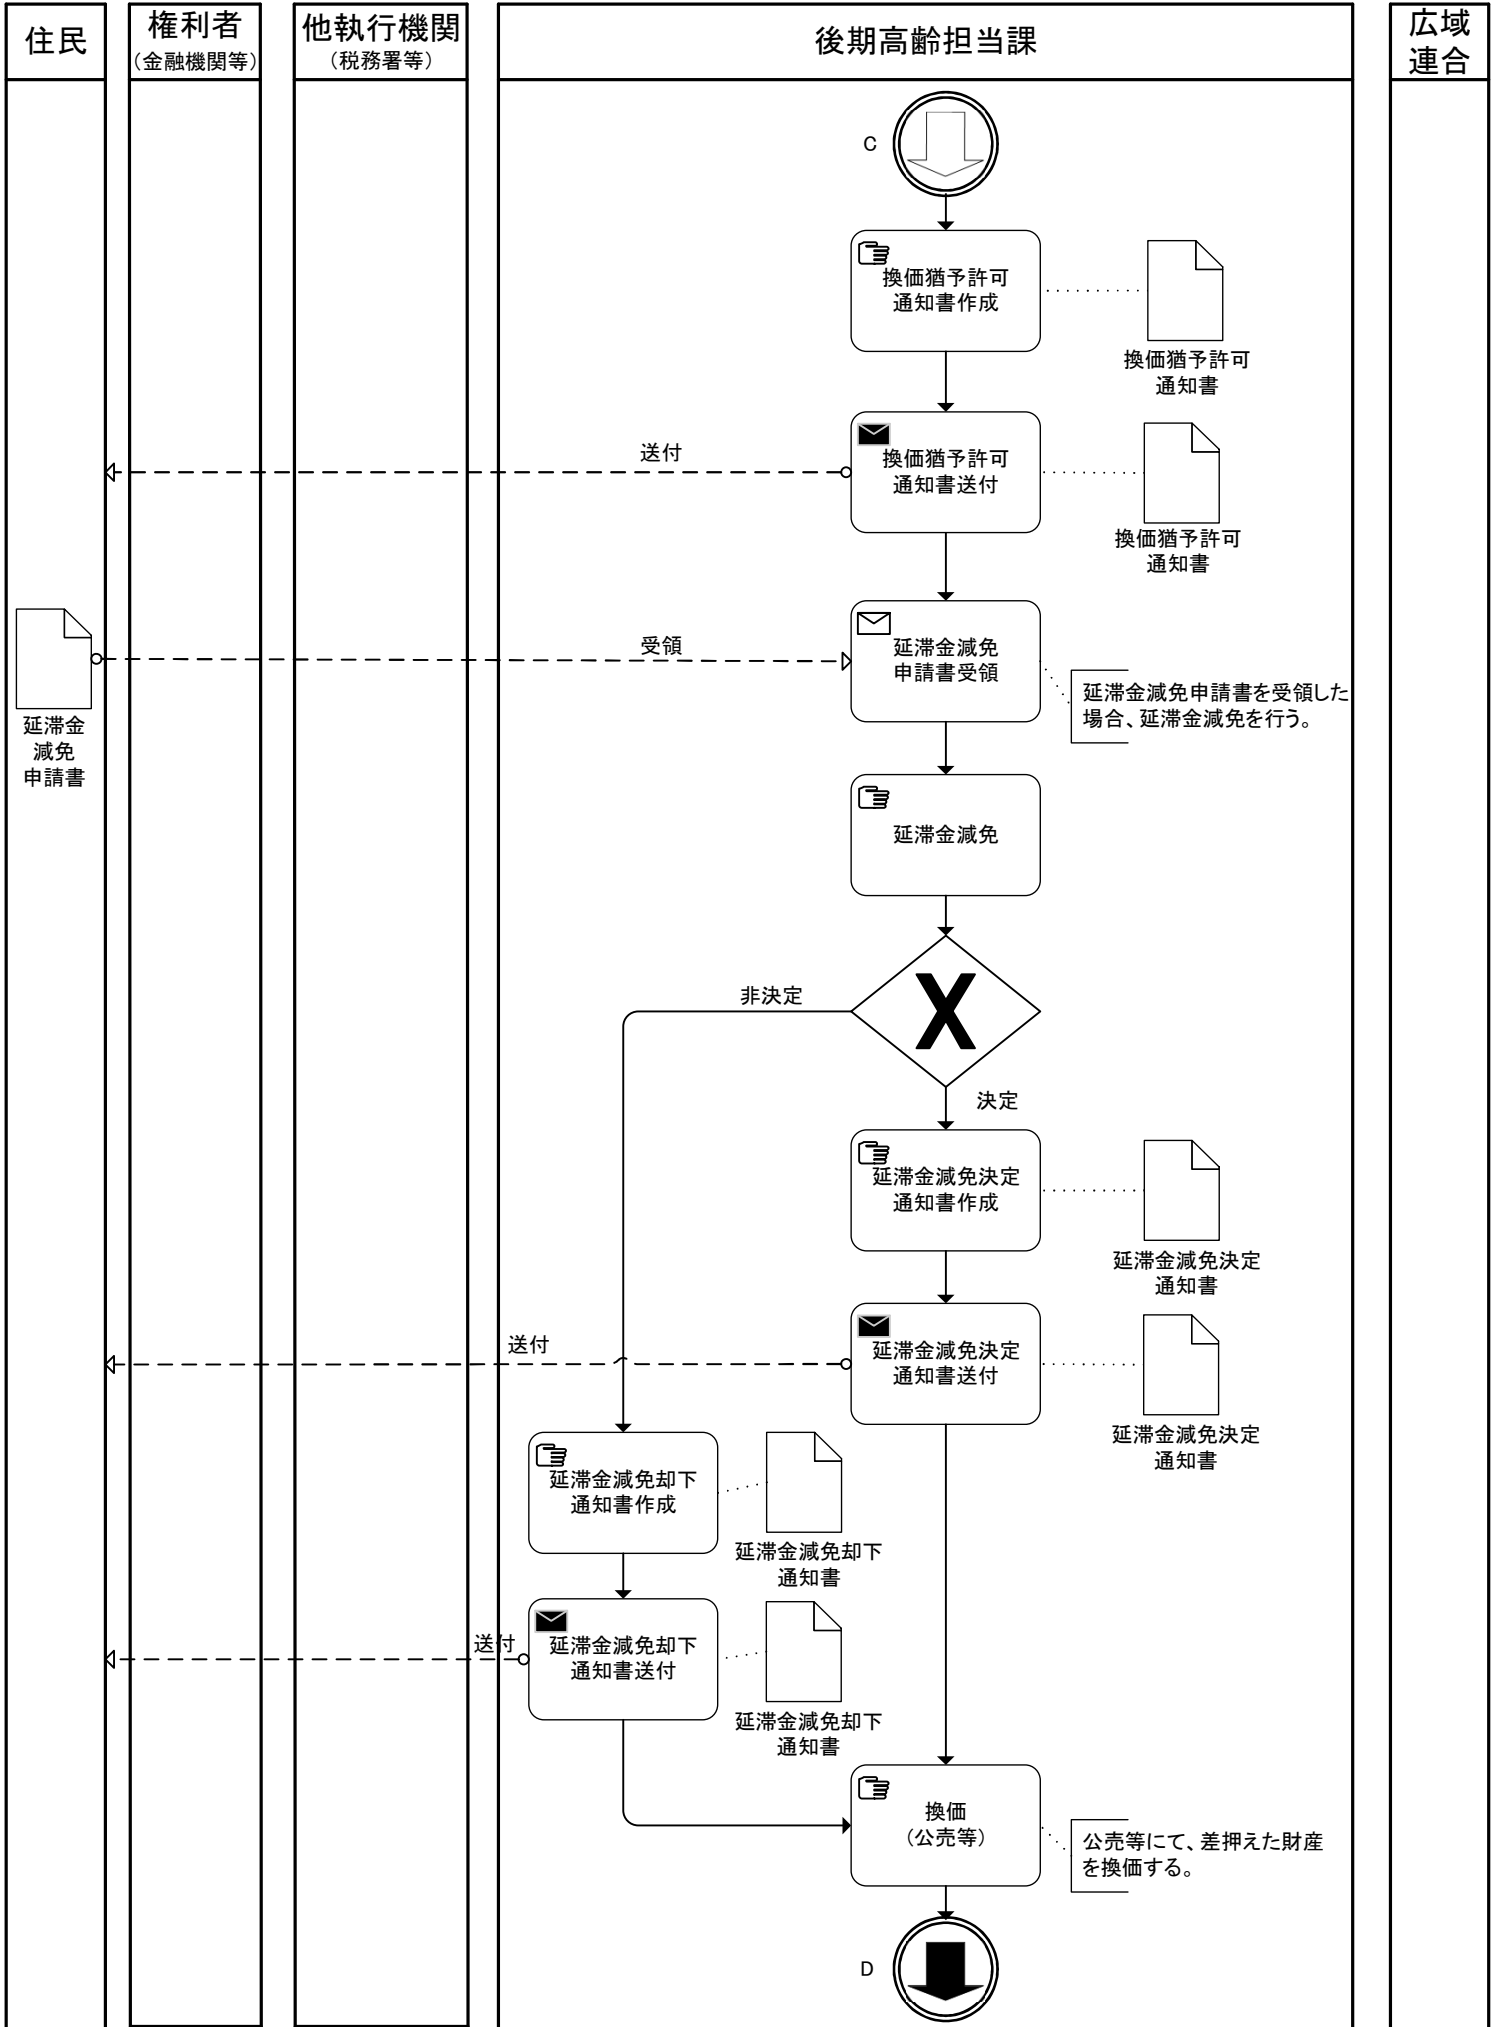 住民
権利者
（金融機関等）
他執行機関
（税務署等）
後期高齢担当課
広域
連合
C
換価猶予許可
通知書作成
換価猶予許可
通知書
送付
換価猶予許可
通知書送付
換価猶予許可
通知書
延滞金
減免
申請書
受領
延滞金減免
申請書受領
延滞金減免申請書を受領した
場合、延滞金減免を行う。
延滞金減免
非決定
決定
延滞金減免決定
通知書作成
延滞金減免決定
通知書
送付
延滞金減免決定
通知書送付
延滞金減免決定
通知書
延滞金減免却下
通知書作成
延滞金減免却下
通知書
送付
延滞金減免却下
通知書送付
延滞金減免却下
通知書
換価
（公売等）
公売等にて、差押えた財産
を換価する。
D